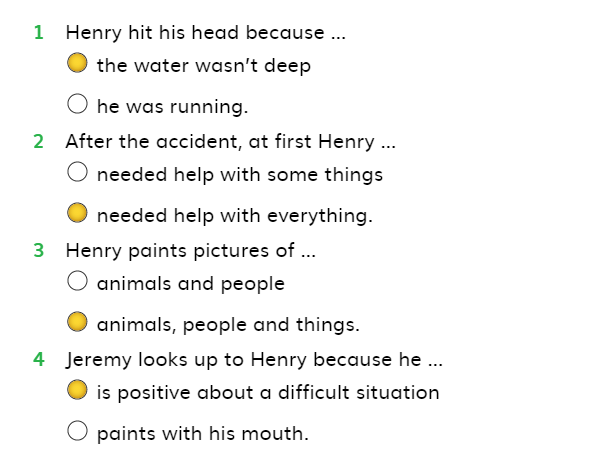 1 Henry hit his head because ...
the water wasn't deep
he was running.
2 After the accident, at first Henry ...
needed help with some things
needed help with everything.
3 Henry paints pictures of ...
animals and people
animals, people and things.
4 Jeremy looks up to Henry because he ...
is positive about a difficult situation
paints with his mouth.